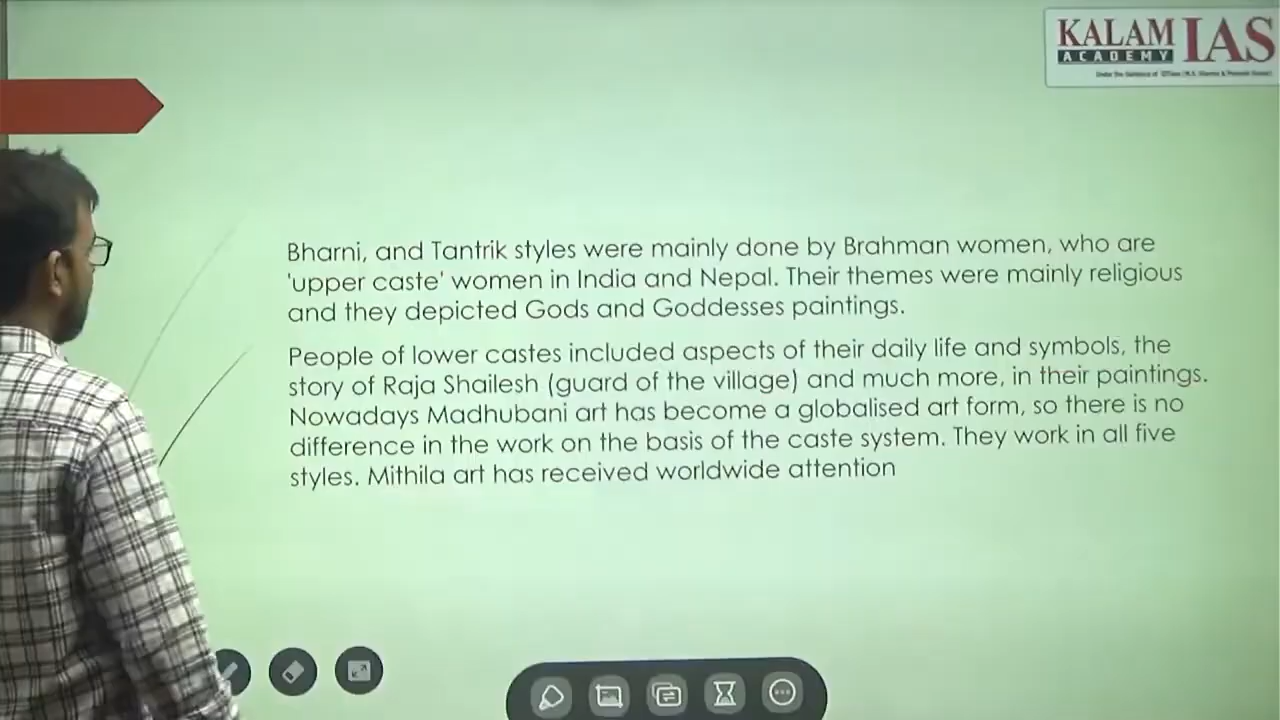 KALAM IAS
ACADEMY
Bharni, and Tantrik styles were mainly done by Brahman women, who are
'upper caste' women in India and Nepal. Their themes were mainly religious
and they depicted Gods and Goddesses paintings.
People of lower castes included aspects of their daily life and symbols, the
story of Raja Shailesh (guard of the village) and much more, in their paintings.
Nowadays Madhubani art has become a globalised art form, so there is no
difference in the work on the basis of the caste system. They work in all five
styles. Mithila art has received worldwide attention